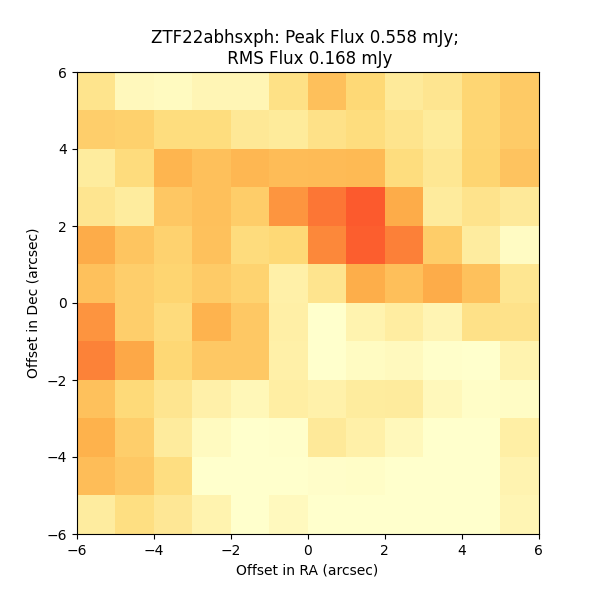 ZTF22abhsxph: Peak Flux 0.558 mJy;
RMS Flux 0.168 mJy
6
4
2
0
−2
−4
−6
Offset in Dec (arcsec)
−6 −4 −2 0 2 4 6
Offset in RA (arcsec)